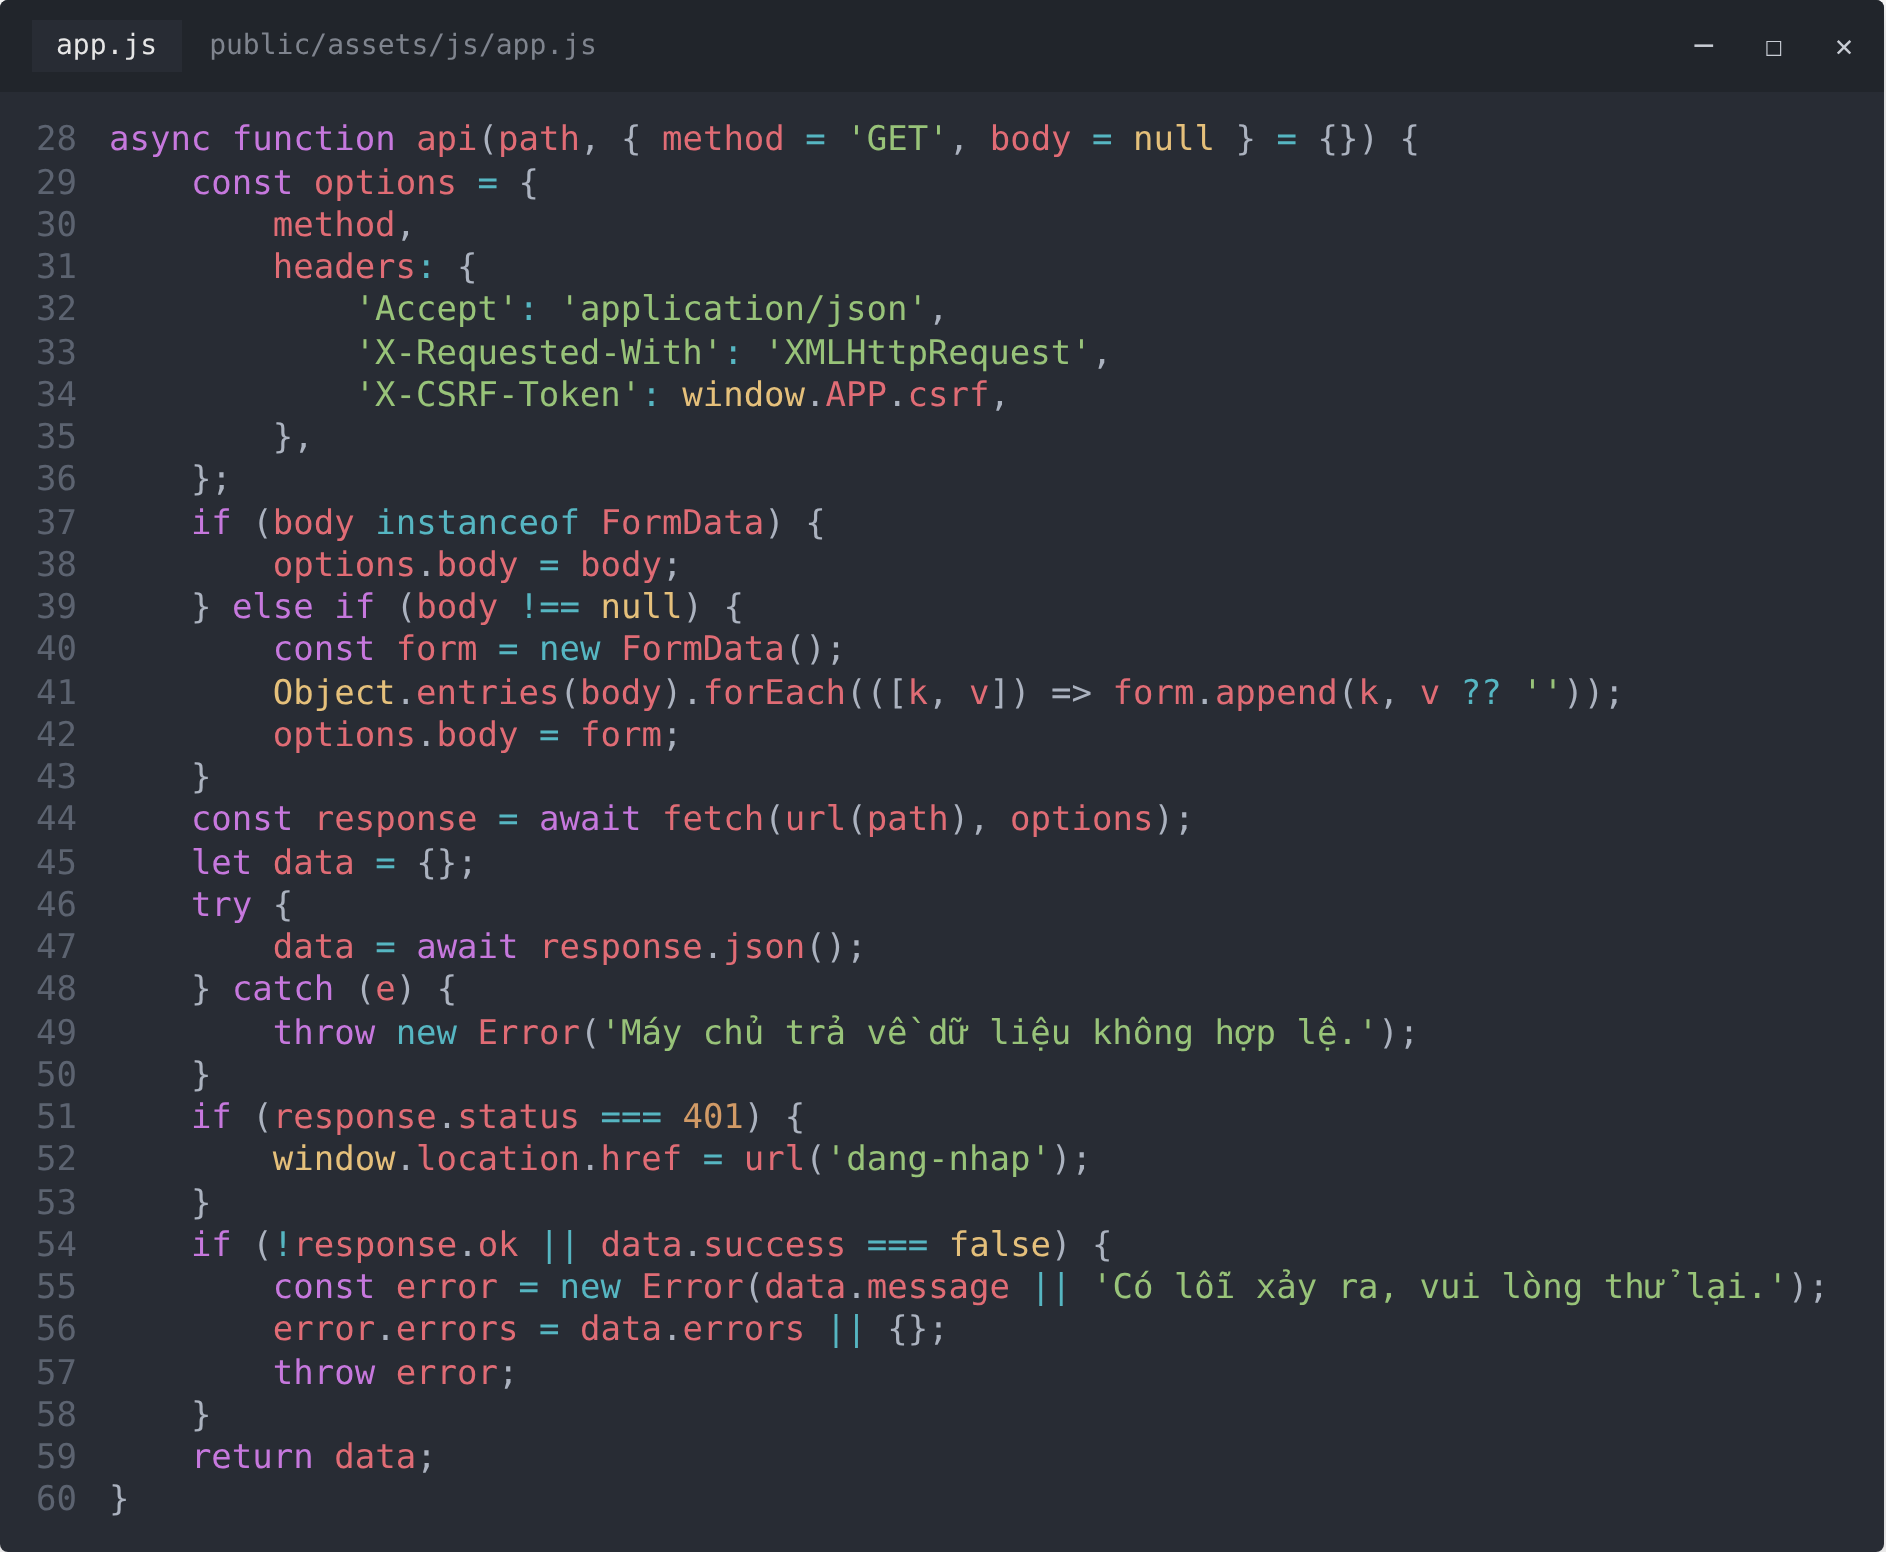 app.js public/assets/js/app.js
28 async function api(path, { method = 'GET', body = null } = {}) {
29     const options = {
30         method,
31         headers: {
32             'Accept': 'application/json',
33             'X-Requested-With': 'XMLHttpRequest',
34             'X-CSRF-Token': window.APP.csrf,
35         },
36     };
37     if (body instanceof FormData) {
38         options.body = body;
39     } else if (body !== null) {
40         const form = new FormData();
41         Object.entries(body).forEach(([k, v]) => form.append(k, v ?? ''));
42         options.body = form;
43     }
44     const response = await fetch(url(path), options);
45     let data = {};
46     try {
47         data = await response.json();
48     } catch (e) {
49         throw new Error('Máy chủ trả về dữ liệu không hợp lệ.');
50     }
51     if (response.status === 401) {
52         window.location.href = url('dang-nhap');
53     }
54     if (!response.ok || data.success === false) {
55         const error = new Error(data.message || 'Có lỗi xảy ra, vui lòng thử lại.');
56         error.errors = data.errors || {};
57         throw error;
58     }
59     return data;
60 }